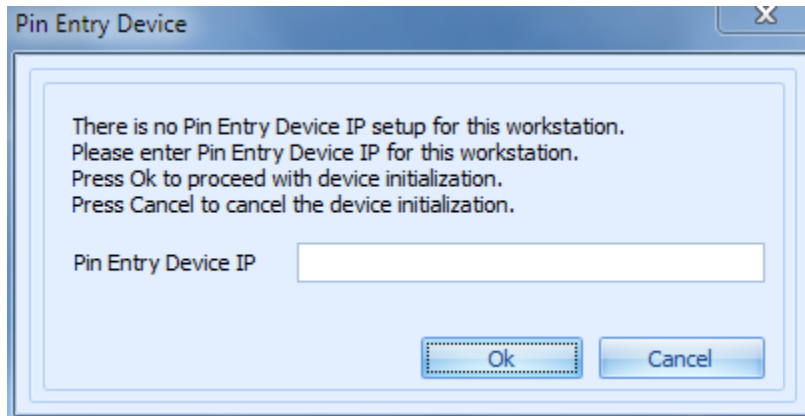 Pin Entry Device
There is no Pin Entry Device IP setup for this workstation.
Please enter Pin Entry Device IP for this workstation.
Press Ok to proceed with device initialization.
Press Cancel to cancel the device initialization.
Pin Entry Device IP
Ok
Cancel